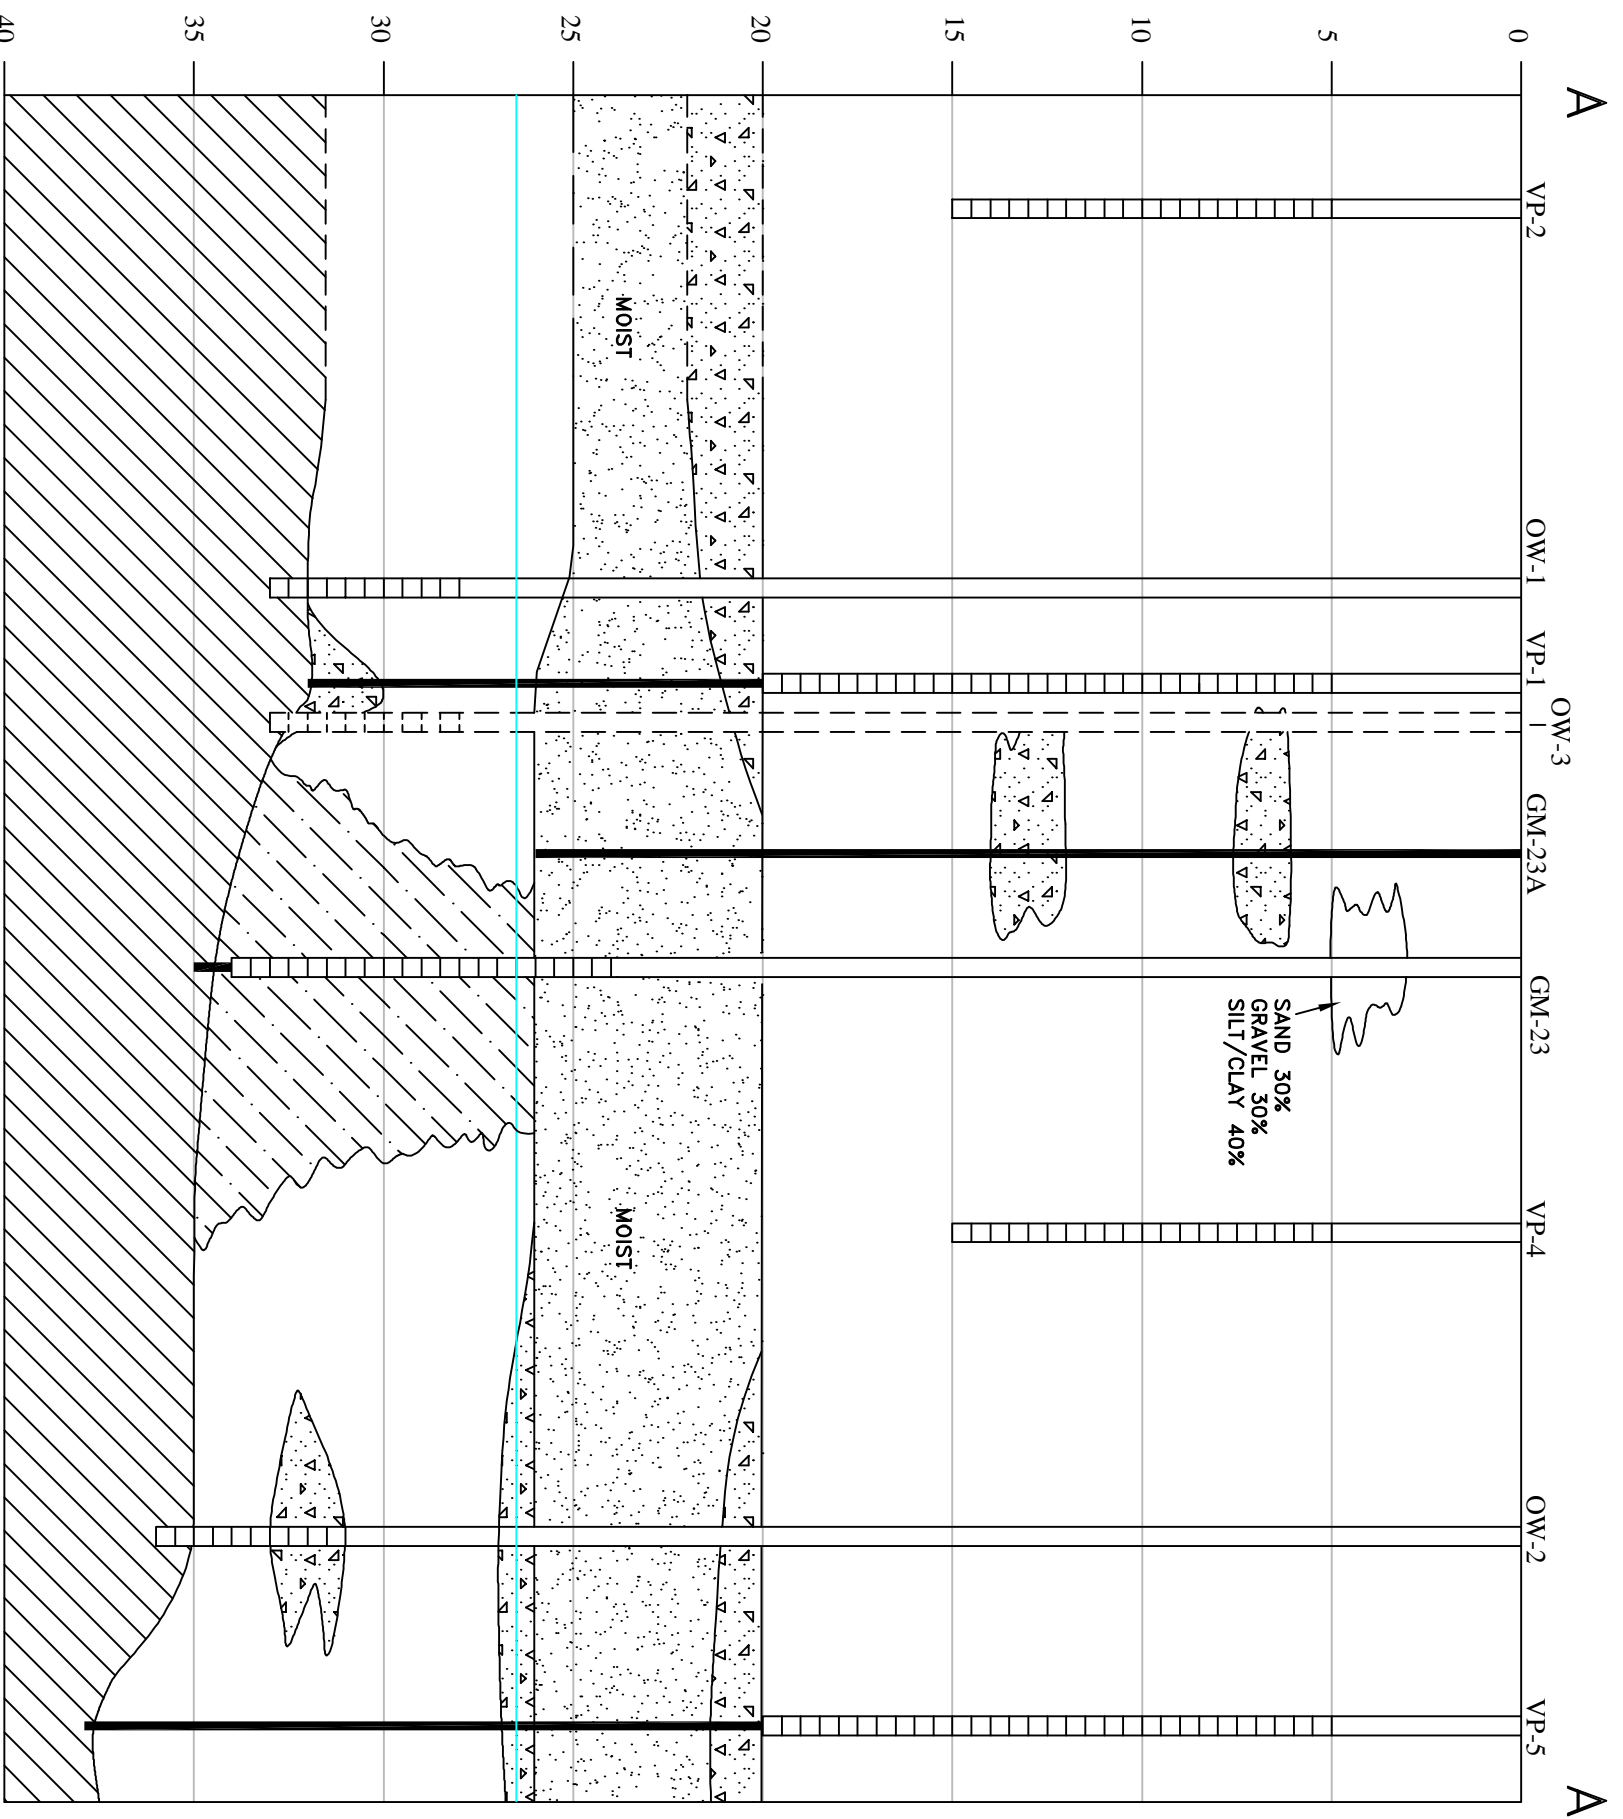 A
A
VP-2
OW-1
VP-1
OW-3
GM-23A
GM-23
VP-4
OW-2
VP-5
0
5
SAND 30%
GRAVEL 30%
SILT/CLAY 40%
10
15
20
MOIST
MOIST
25
30
35
40